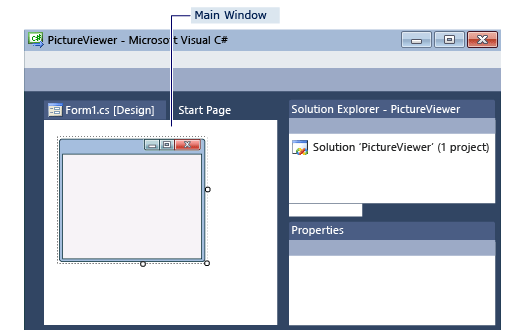 Main Window
PictureViewer - Microsoft Visual C#
Form1.cs [Design]
Start Page
Solution Explorer - PictureViewer
Solution 'PictureViewer' (1 project)
Properties